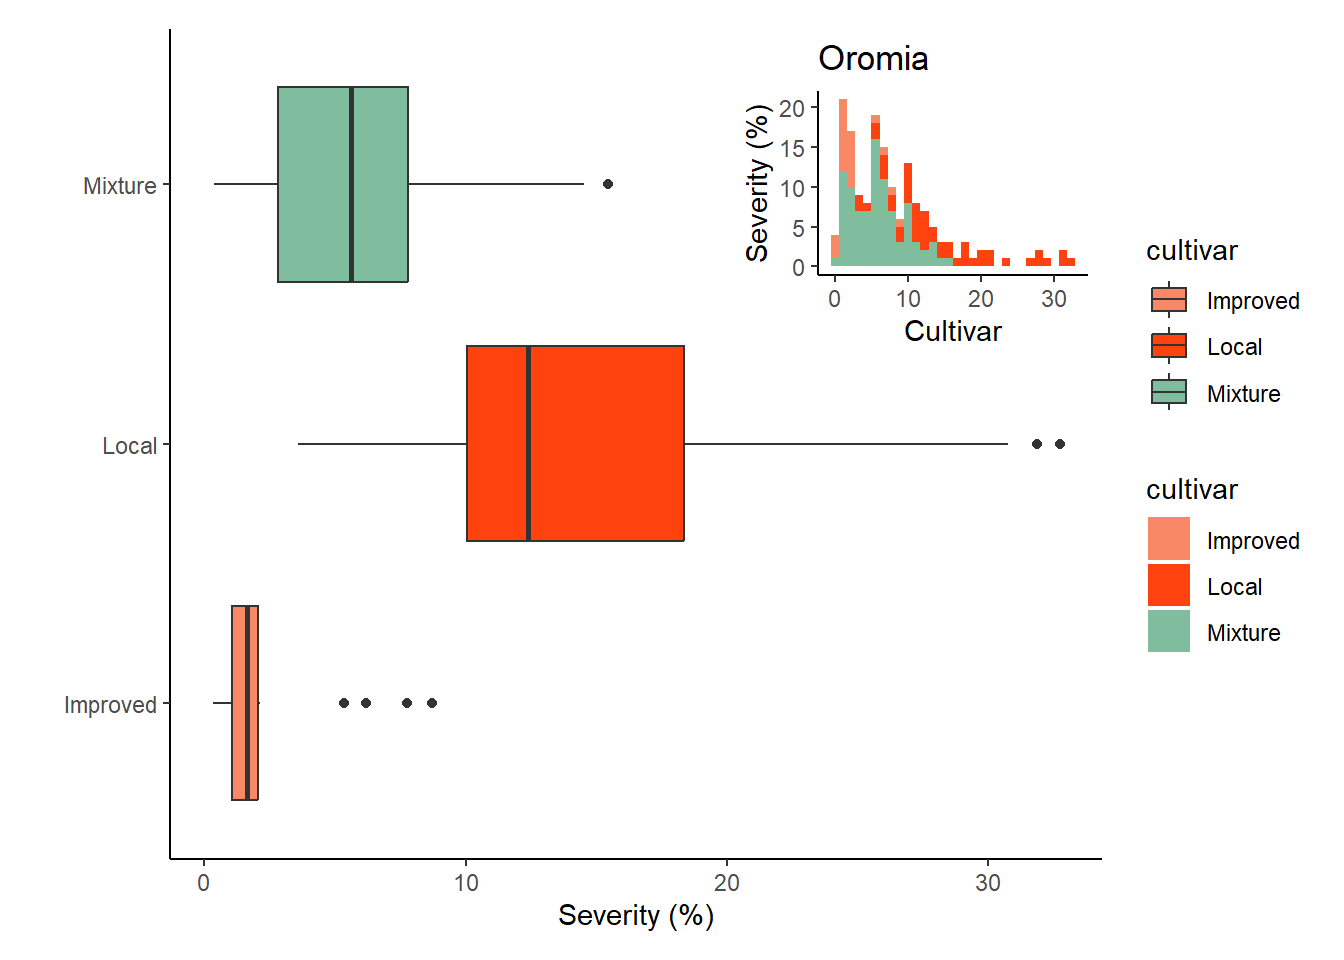 Oromia
Severity (%)
20
15
10
5
0
0 10 20 30
Cultivar
Mixture
Local
Improved
0 10 20 30
Severity (%)
cultivar
Improved
Local
Mixture
cultivar
Improved
Local
Mixture